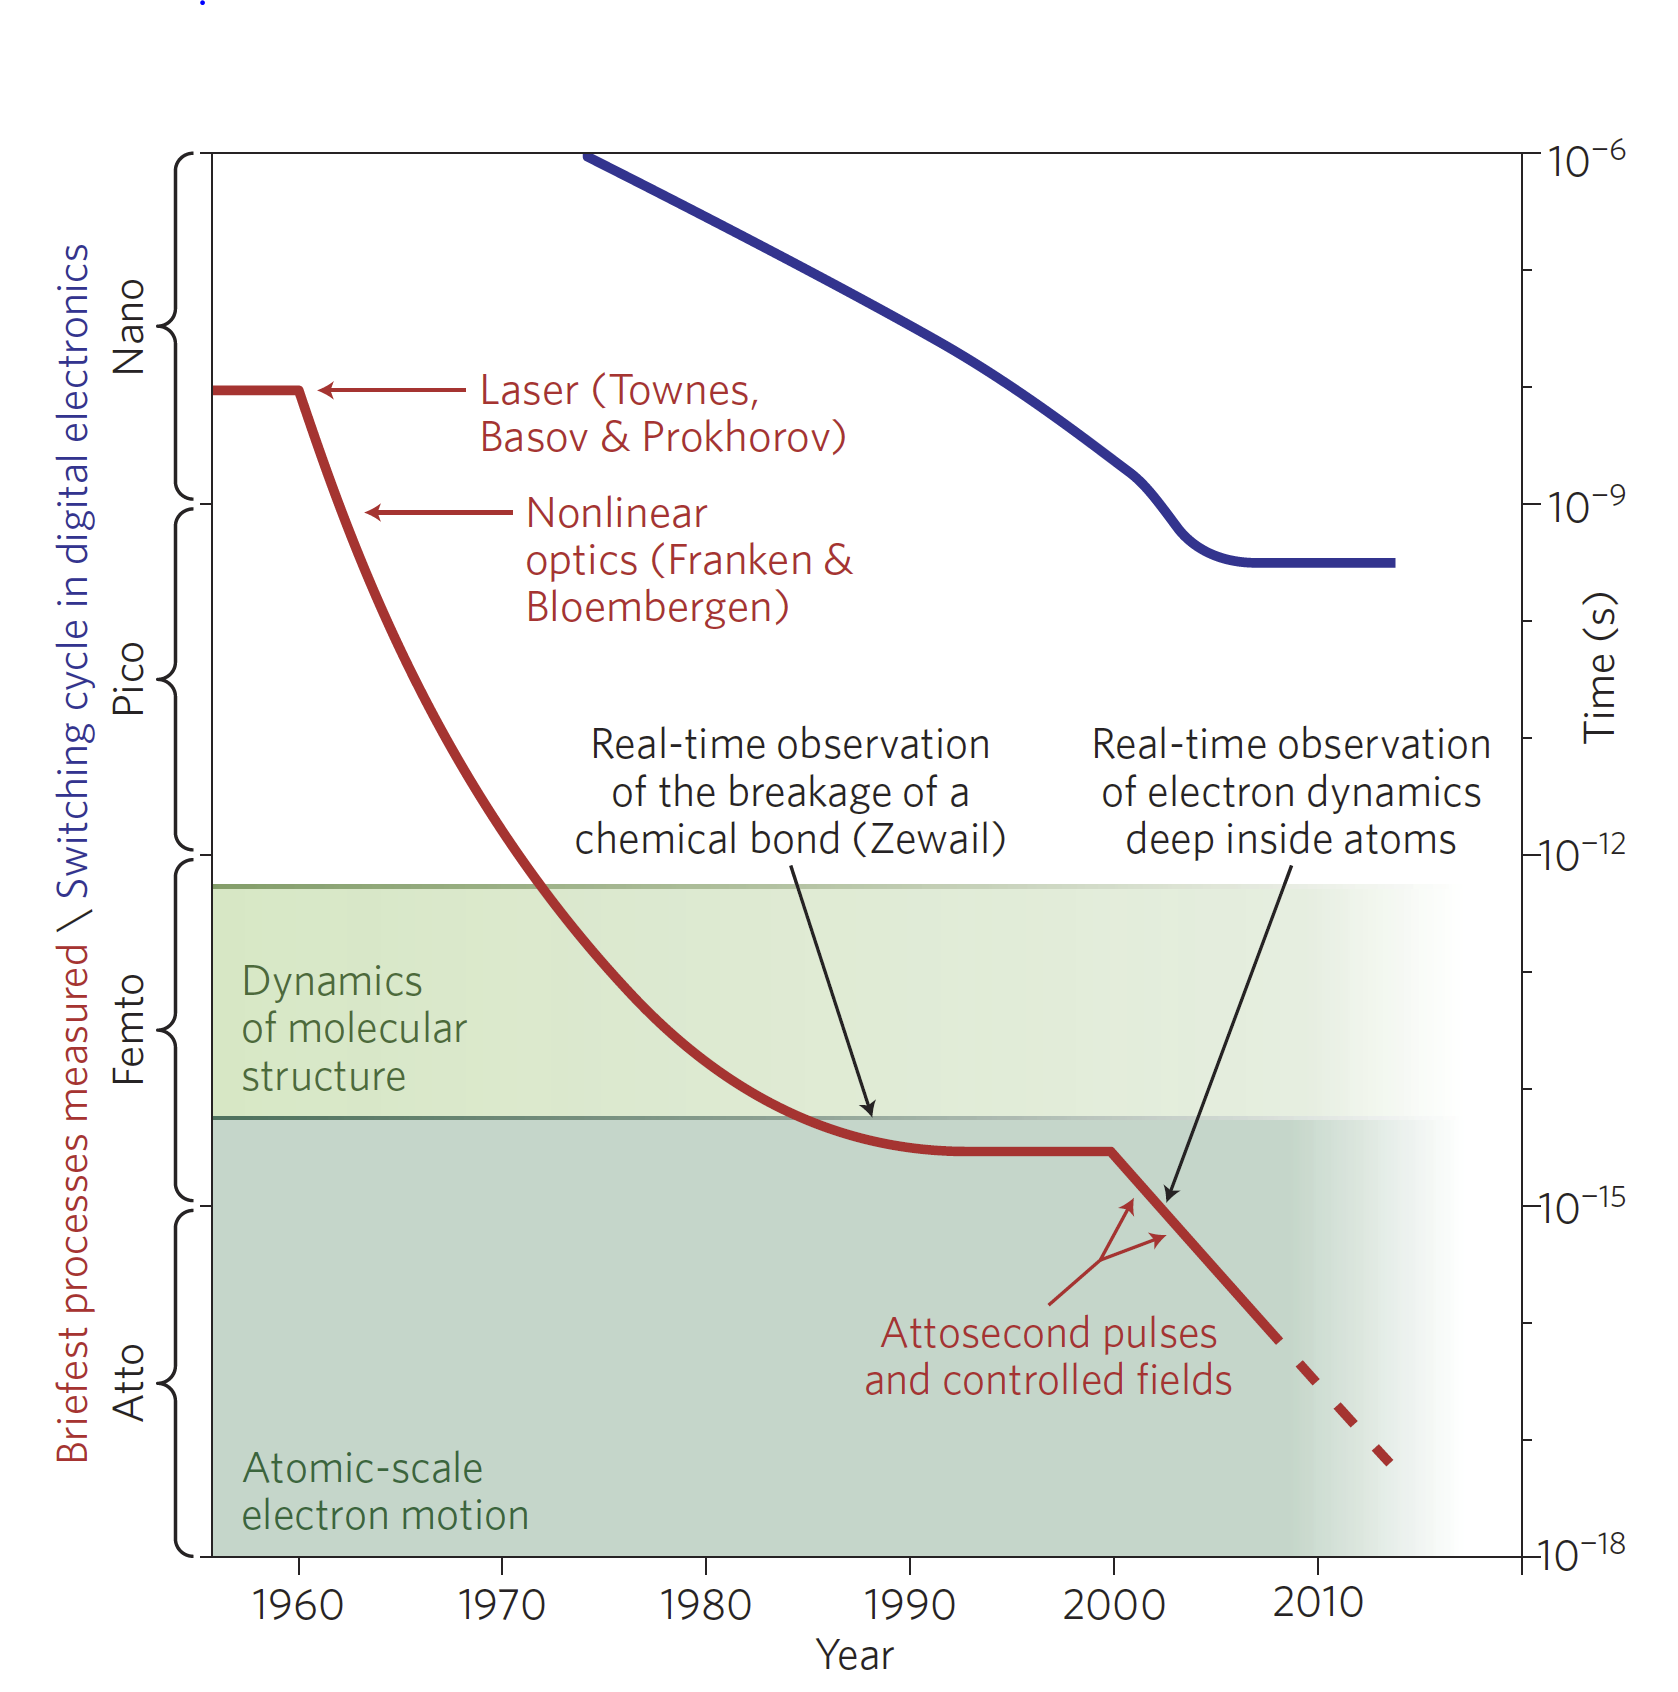 Briefest processes measured \ Switching cycle in digital electronics
Nano
Pico
Femto
Atto
Laser (Townes,
Basov & Prokhorov)
Nonlinear
optics (Franken &
Bloembergen)
Real-time observation
of the breakage of a
chemical bond (Zewail)
Real-time observation
of electron dynamics
deep inside atoms
Dynamics
of molecular
structure
Attosecond pulses
and controlled fields
Atomic-scale
electron motion
10⁻⁶
10⁻⁹
10⁻¹²
10⁻¹⁵
10⁻¹⁸
Time (s)
1960 1970 1980 1990 2000 2010
Year